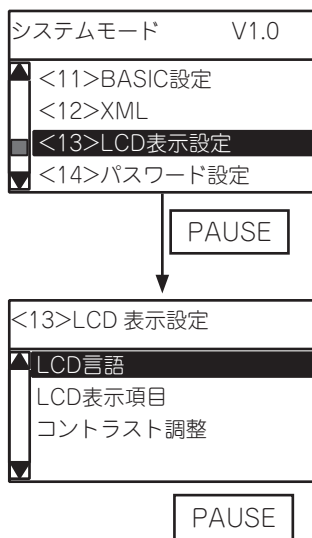 システムモード V1.0
<11>BASIC設定
<12>XML
<13>LCD表示設定
<14>パスワード設定
PAUSE
<13>LCD 表示設定
LCD言語
LCD表示項目
コントラスト調整
PAUSE